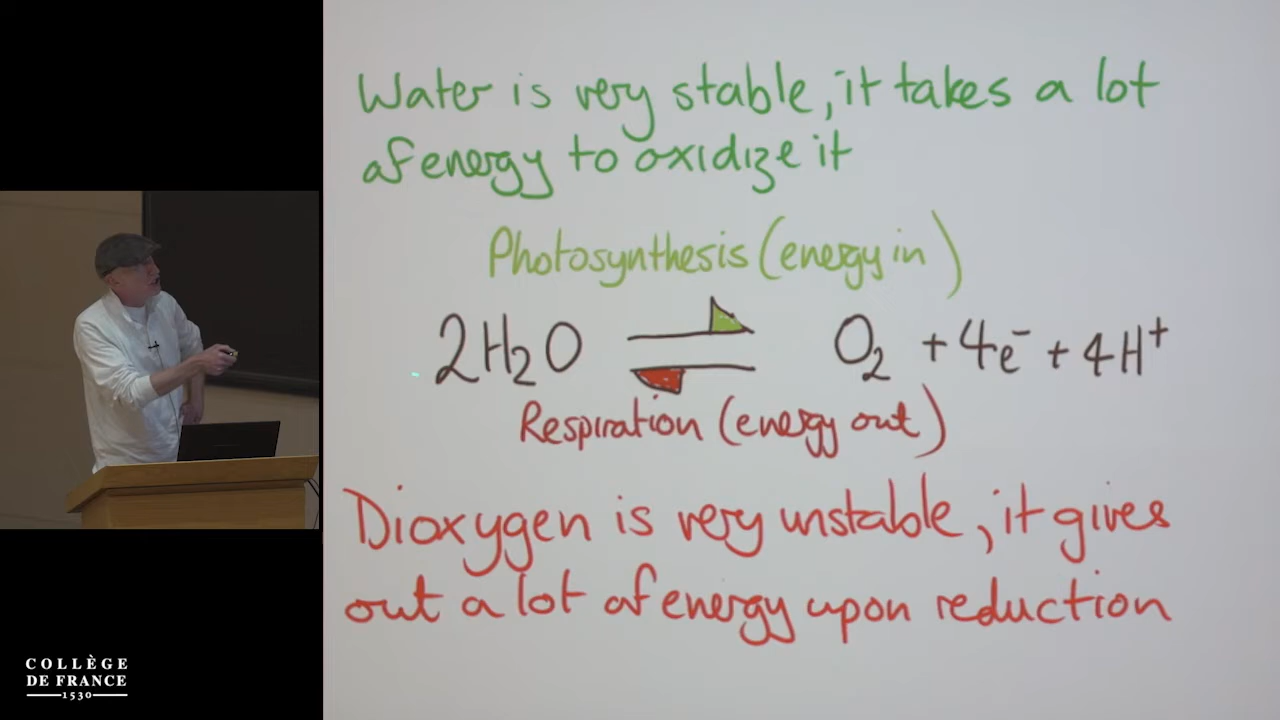 Water is very stable, it takes a lot
of energy to oxidize it
Photosynthesis (energy in)
2H₂O ⇌ O₂ + 4e⁻ + 4H⁺
Respiration (energy out)
Dioxygen is very unstable, it gives
out a lot of energy upon reduction
COLLÈGE
DE FRANCE
1530